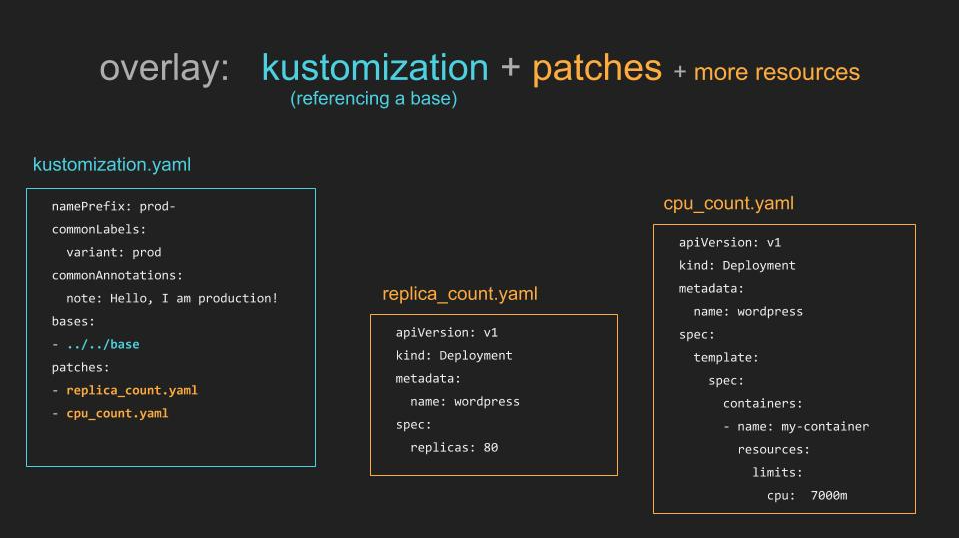 overlay: kustomization + patches + more resources
(referencing a base)
kustomization.yaml
namePrefix: prod-
commonLabels:
  variant: prod
commonAnnotations:
  note: Hello, I am production!
bases:
- ../../base
patches:
- replica_count.yaml
- cpu_count.yaml
replica_count.yaml
apiVersion: v1
kind: Deployment
metadata:
  name: wordpress
spec:
  replicas: 80
cpu_count.yaml
apiVersion: v1
kind: Deployment
metadata:
  name: wordpress
spec:
  template:
    spec:
      containers:
      - name: my-container
        resources:
          limits:
            cpu:  7000m